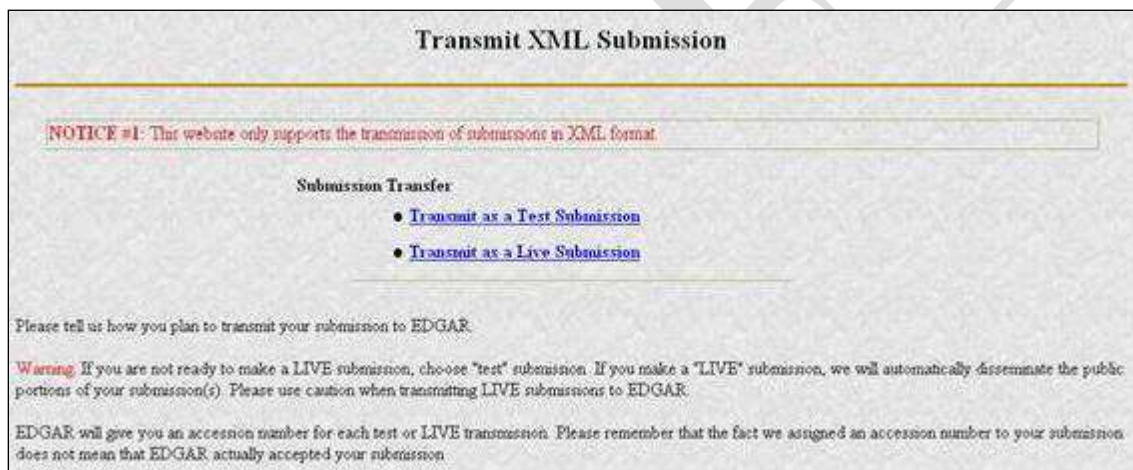 Transmit XML Submission
NOTICE #1: This website only supports the transmission of submissions in XML format.
Submission Transfer
• Transmit as a Test Submission
• Transmit as a Live Submission
Please tell us how you plan to transmit your submission to EDGAR.
Warning. If you are not ready to make a LIVE submission, choose "test" submission. If you make a "LIVE" submission, we will automatically disseminate the public
portions of your submission(s). Please use caution when transmitting LIVE submissions to EDGAR.
EDGAR will give you an accession number for each test or LIVE transmission. Please remember that the fact we assigned an accession number to your submission
does not mean that EDGAR actually accepted your submission.